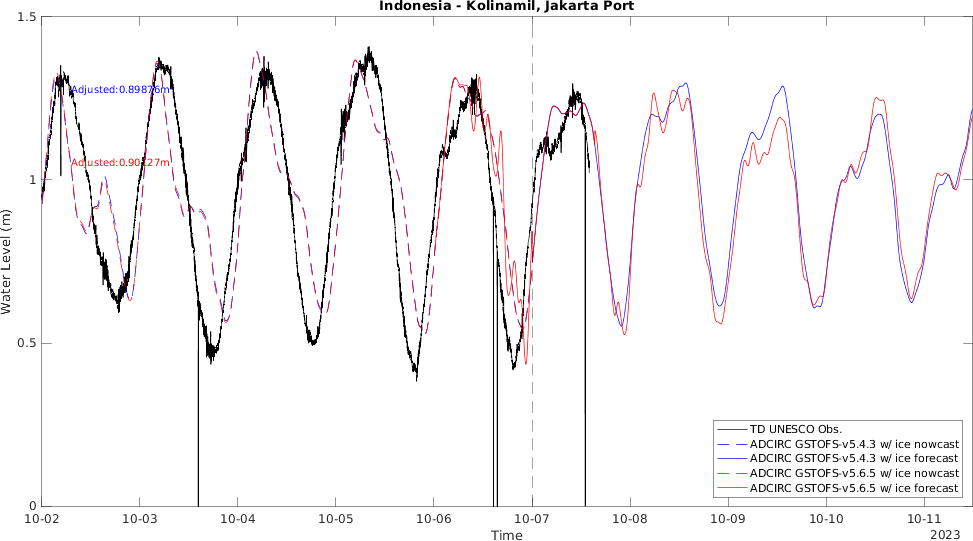 Indonesia - Kolinamil, Jakarta Port
1.5
1
0.5
0
Water Level (m)
Adjusted:0.89876m
TD UNESCO Obs.
ADCIRC GSTOFS-v5.4.3 w/ ice nowcast
ADCIRC GSTOFS-v5.4.3 w/ ice forecast
ADCIRC GSTOFS-v5.6.5 w/ ice nowcast
ADCIRC GSTOFS-v5.6.5 w/ ice forecast
10-02 10-03 10-04 10-05 10-06 10-07 10-08 10-09 10-10 10-11
Time
2023